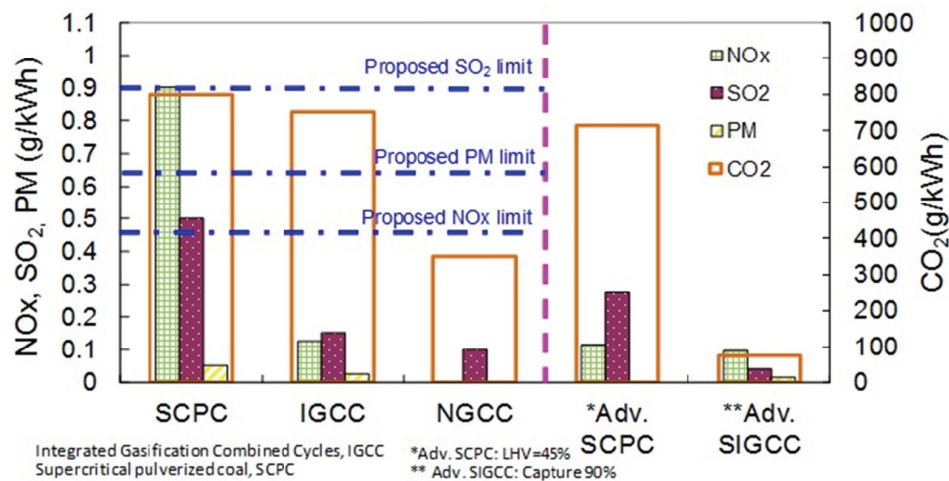 NOx, SO₂, PM (g/kWh)
1.1
1
0.9
0.8
0.7
0.6
0.5
0.4
0.3
0.2
0.1
0
Proposed SO₂ limit
Proposed PM limit
Proposed NOx limit
NOx
SO2
PM
CO2
1000
900
800
700
600
500
400
300
200
100
0
CO₂(g/kWh)
SCPC
IGCC
NGCC
*Adv.
SCPC
**Adv.
SIGCC
Integrated Gasification Combined Cycles, IGCC
Supercritical pulverized coal, SCPC
*Adv. SCPC: LHV=45%
** Adv. SIGCC: Capture 90%